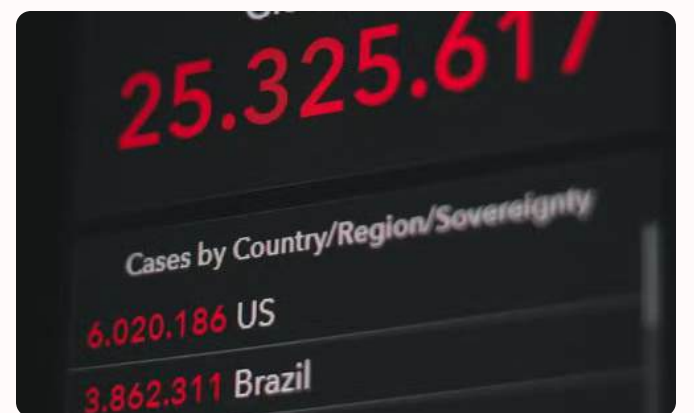 25.325.617
Cases by Country/Region/Sovereignty
6.020.186 US
3.862.311 Brazil